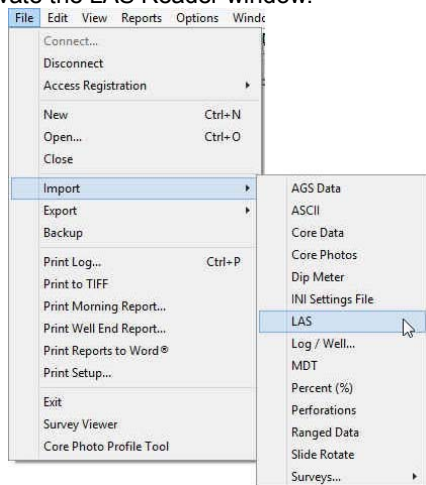 vate the LAS Reader window.
File Edit View Reports Options
Connect...
Disconnect
Access Registration
New Ctrl+N
Open... Ctrl+O
Close
Import
Export
Backup
Print Log... Ctrl+P
Print to TIFF
Print Morning Report...
Print Well End Report...
Print Reports to Word®
Print Setup...
Exit
Survey Viewer
Core Photo Profile Tool
AGS Data
ASCII
Core Data
Core Photos
Dip Meter
INI Settings File
LAS
Log / Well...
MDT
Percent (%)
Perforations
Ranged Data
Slide Rotate
Surveys...